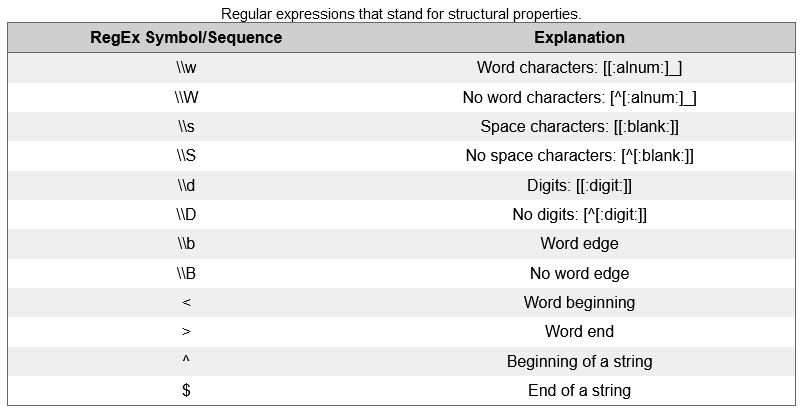 Regular expressions that stand for structural properties.
RegEx Symbol/Sequence Explanation
\\w Word characters: [[:alnum:]_]
\\W No word characters: [^[:alnum:]_]
\\s Space characters: [[:blank:]]
\\S No space characters: [^[:blank:]]
\\d Digits: [[:digit:]]
\\D No digits: [^[:digit:]]
\\b Word edge
\\B No word edge
< Word beginning
> Word end
^ Beginning of a string
$ End of a string